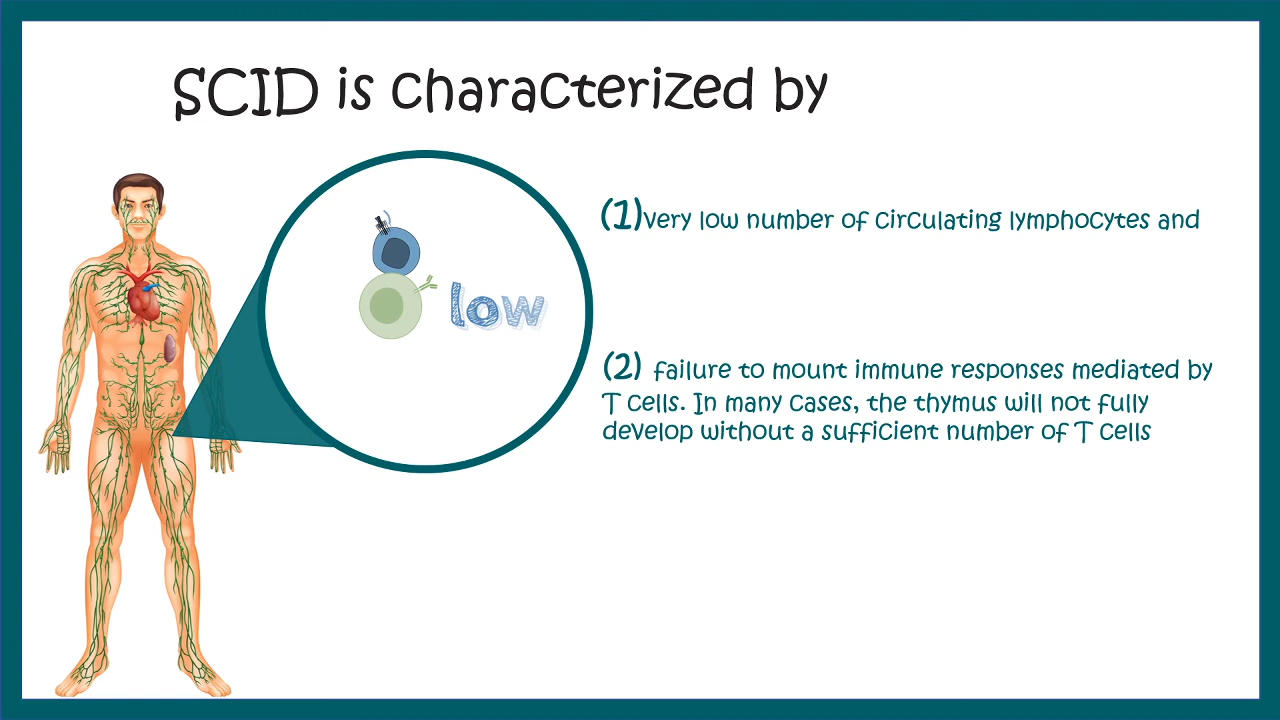 SCID is characterized by
(1)Very low number of circulating lymphocytes and
low
(2) failure to mount immune responses mediated by
T cells. In many cases, the thymus will not fully
develop without a sufficient number of T cells